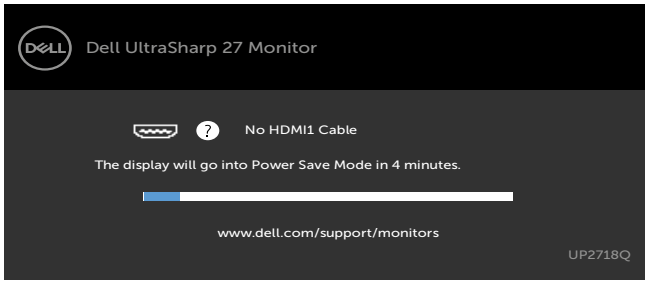 DELL
Dell UltraSharp 27 Monitor
? No HDMI1 Cable
The display will go into Power Save Mode in 4 minutes.
www.dell.com/support/monitors
UP2718Q